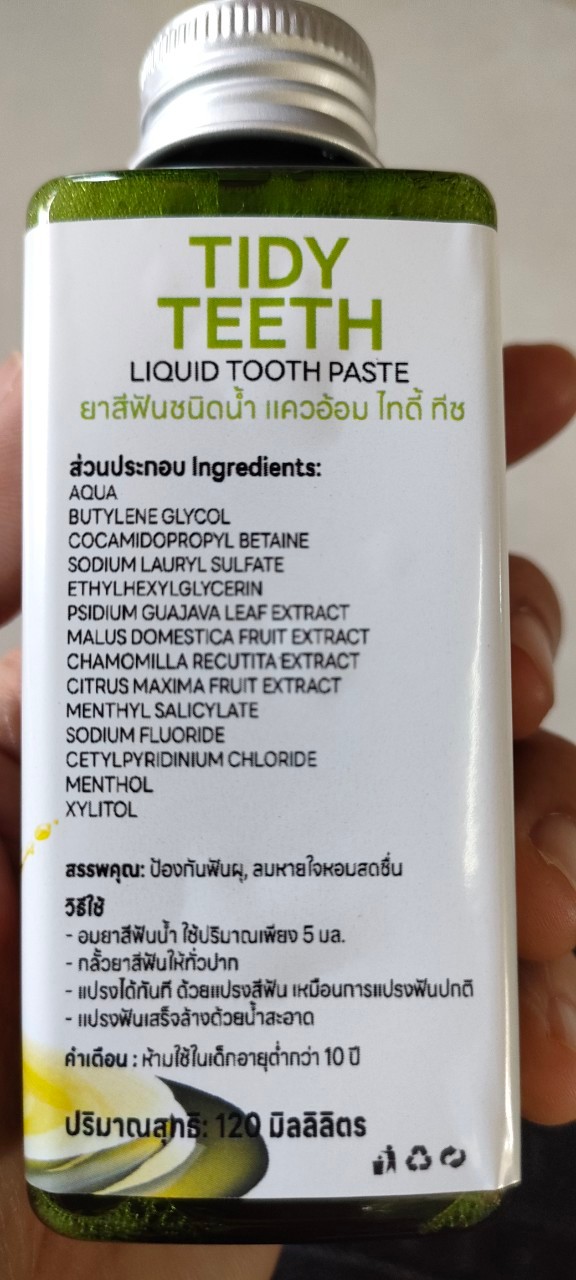 TIDY
TEETH
LIQUID TOOTH PASTE
ยาสีฟันชนิดน้ำ แควอ้อม ไทดี้ ทีช
ส่วนประกอบ Ingredients:
AQUA
BUTYLENE GLYCOL
COCAMIDOPROPYL BETAINE
SODIUM LAURYL SULFATE
ETHYLHEXYLGLYCERIN
PSIDIUM GUAJAVA LEAF EXTRACT
MALUS DOMESTICA FRUIT EXTRACT
CHAMOMILLA RECUTITA EXTRACT
CITRUS MAXIMA FRUIT EXTRACT
MENTHYL SALICYLATE
SODIUM FLUORIDE
CETYLPYRIDINIUM CHLORIDE
MENTHOL
XYLITOL
สรรพคุณ: ป้องกันฟันผุ, ลมหายใจหอมสดชื่น
วิธีใช้
- อมยาสีฟันน้ำ ใช้ปริมาณเพียง 5 มล.
- กลั้วยาสีฟันให้ทั่วปาก
- แปรงได้ทันที ด้วยแปรงสีฟัน เหมือนการแปรงฟันปกติ
- แปรงฟันเสร็จล้างด้วยน้ำสะอาด
คำเตือน : ห้ามใช้ในเด็กอายุต่ำกว่า 10 ปี
ปริมาณสุทธิ: 120 มิลลิลิตร